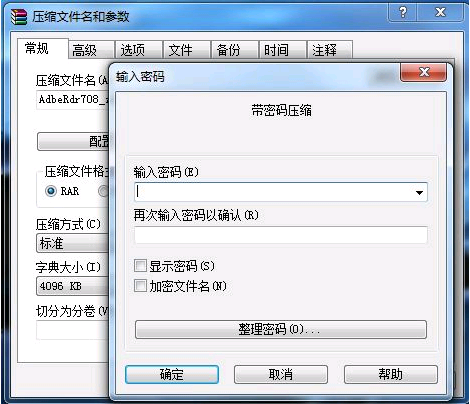 压缩文件名和参数
常规 高级 选项 文件 备份 时间 注释
压缩文件名(A
AdbeRdr708_
配置
压缩文件格式
RAR
压缩方式(C)
标准
字典大小(I)
4096 KB
切分为分卷(V
输入密码
带密码压缩
输入密码(E)
再次输入密码以确认(R)
显示密码(S)
加密文件名(N)
整理密码(O)...
确定 取消 帮助